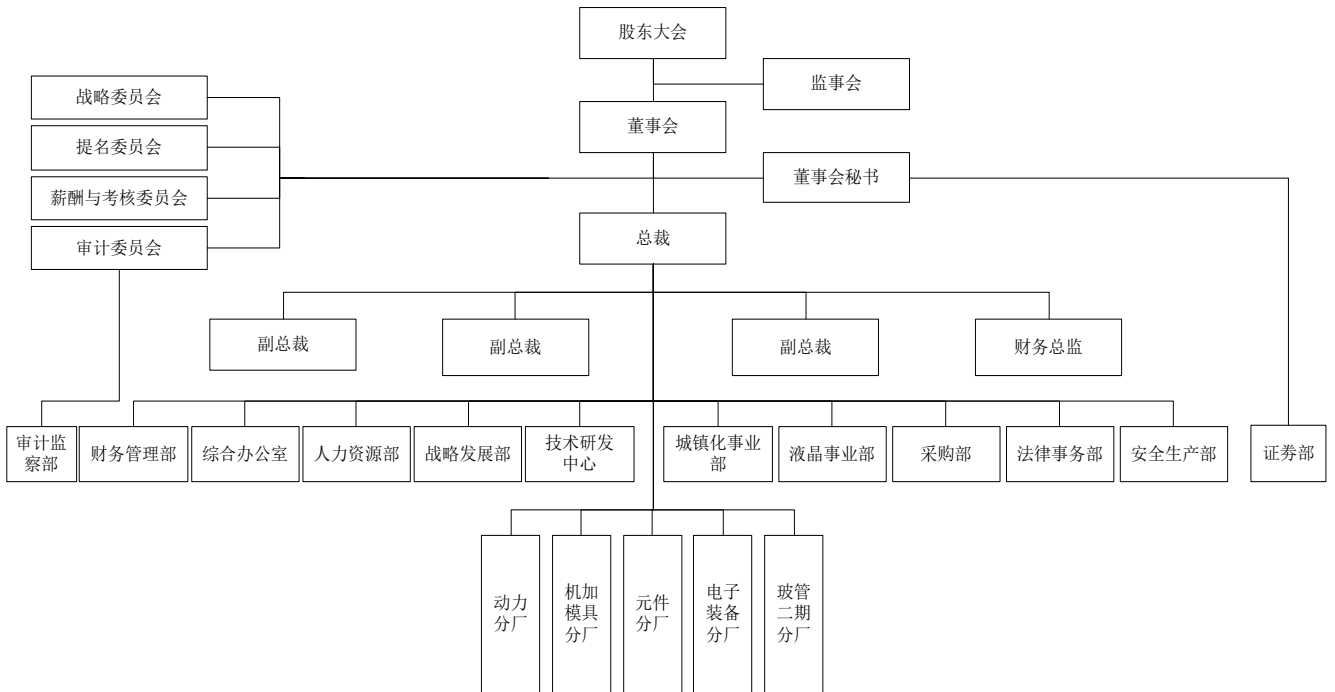 股东大会
监事会
战略委员会
董事会
提名委员会
董事会秘书
薪酬与考核委员会
总裁
审计委员会
副总裁
副总裁
副总裁
财务总监
审计监
察部
财务管理部
综合办公室
人力资源部
战略发展部
技术研发
中心
城镇化事业
部
液晶事业部
采购部
法律事务部
安全生产部
证券部
动力
分厂
机加
模具
分厂
元件
分厂
电子
装备
分厂
玻管
二期
分厂